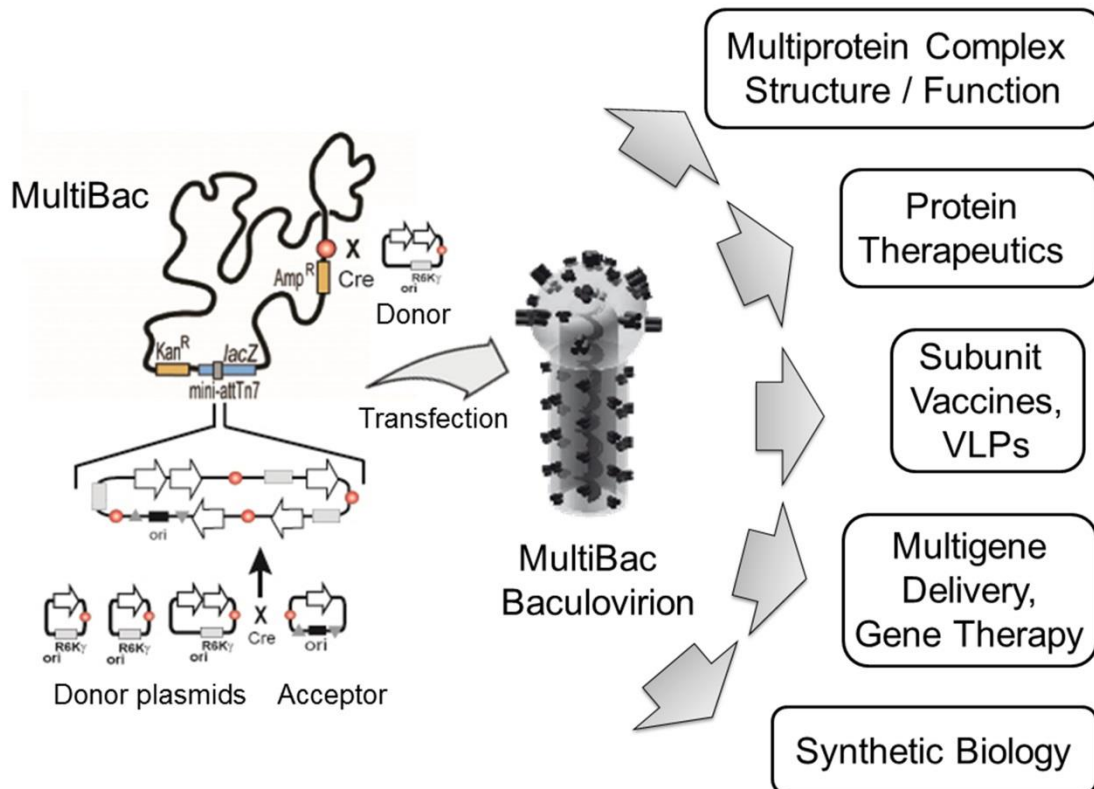 MultiBac
Amp^R
X
Cre
R6Kγ
ori
Donor
Kan^R
lacZ
mini-attTn7
Transfection
ori
R6Kγ
ori
R6Kγ
ori
R6Kγ
ori
X
Cre
ori
Donor plasmids
Acceptor
MultiBac
Baculovirion
Multiprotein Complex
Structure / Function
Protein
Therapeutics
Subunit
Vaccines,
VLPs
Multigene
Delivery,
Gene Therapy
Synthetic Biology